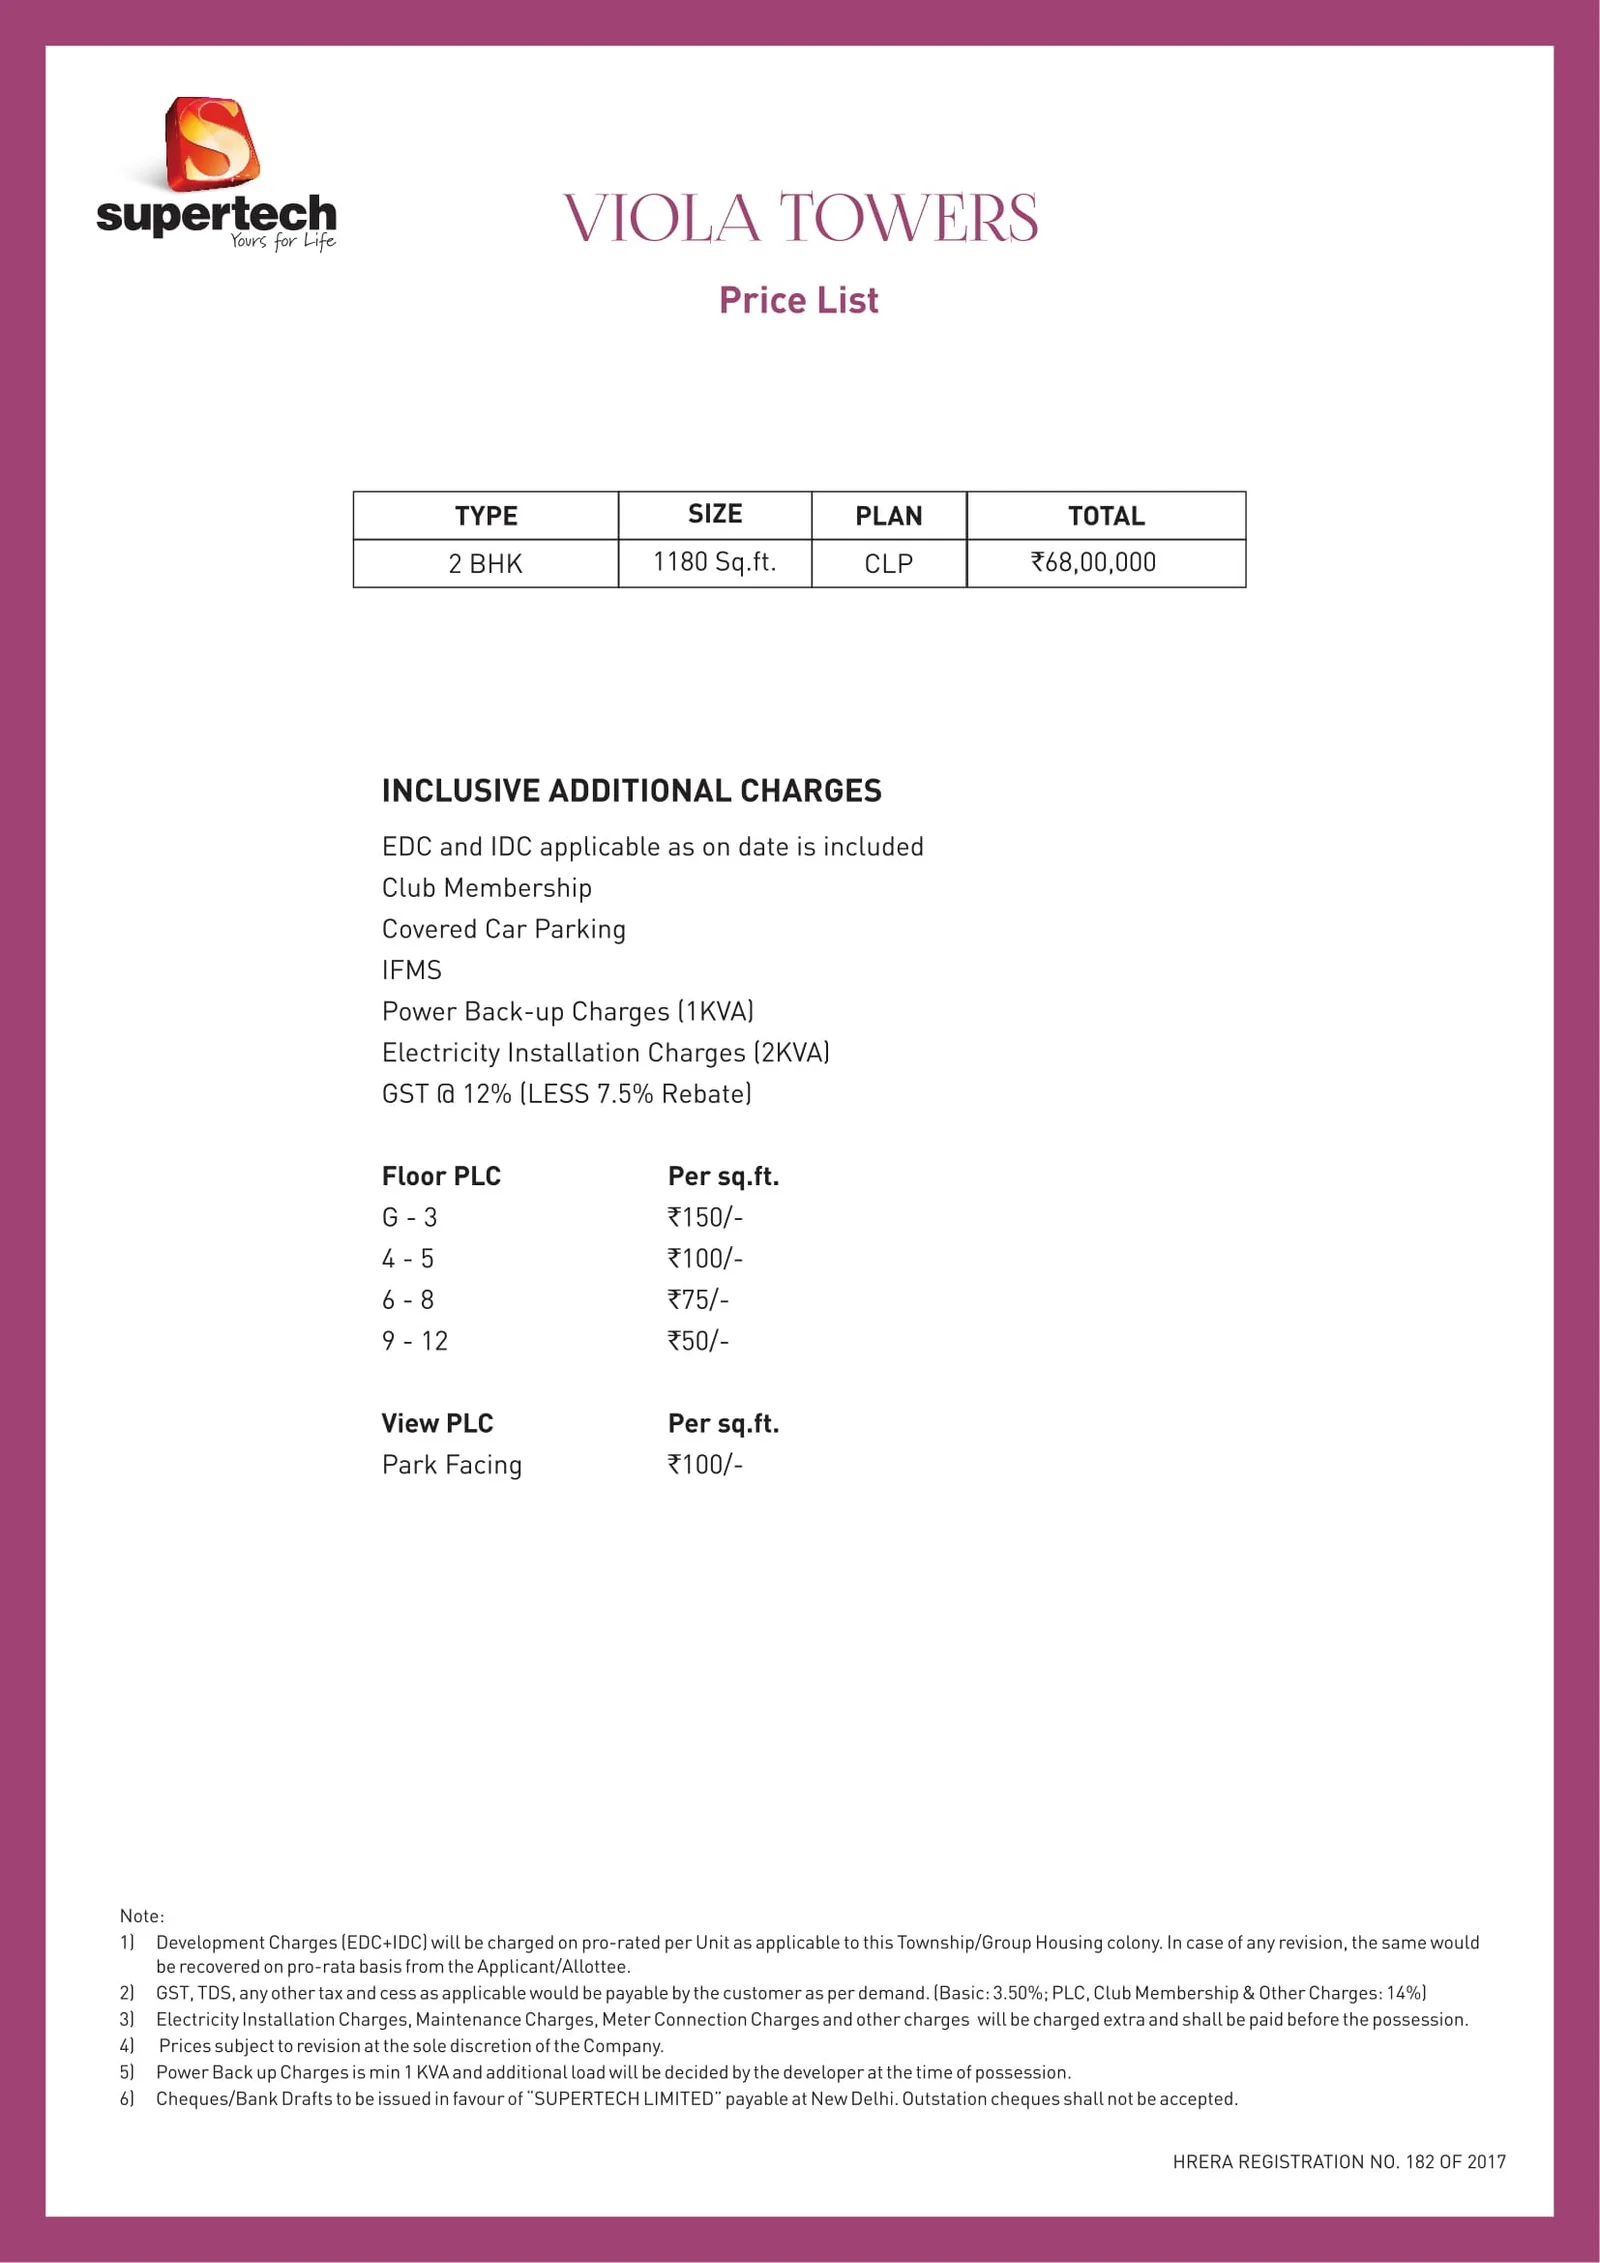 S
supertech
Yours for Life
VIOLA TOWERS
Price List
TYPE SIZE PLAN TOTAL
2 BHK 1180 Sq.ft. CLP ₹68,00,000
INCLUSIVE ADDITIONAL CHARGES
EDC and IDC applicable as on date is included
Club Membership
Covered Car Parking
IFMS
Power Back-up Charges (1KVA)
Electricity Installation Charges (2KVA)
GST @ 12% (LESS 7.5% Rebate)
Floor PLC Per sq.ft.
G - 3 ₹150/-
4 - 5 ₹100/-
6 - 8 ₹75/-
9 - 12 ₹50/-
View PLC Per sq.ft.
Park Facing ₹100/-
Note:
1) Development Charges (EDC+IDC) will be charged on pro-rated per Unit as applicable to this Township/Group Housing colony. In case of any revision, the same would
be recovered on pro-rata basis from the Applicant/Allottee.
2) GST, TDS, any other tax and cess as applicable would be payable by the customer as per demand. (Basic: 3.50%; PLC, Club Membership & Other Charges: 14%)
3) Electricity Installation Charges, Maintenance Charges, Meter Connection Charges and other charges will be charged extra and shall be paid before the possession.
4) Prices subject to revision at the sole discretion of the Company.
5) Power Back up Charges is min 1 KVA and additional load will be decided by the developer at the time of possession.
6) Cheques/Bank Drafts to be issued in favour of "SUPERTECH LIMITED" payable at New Delhi. Outstation cheques shall not be accepted.
HRERA REGISTRATION NO. 182 OF 2017